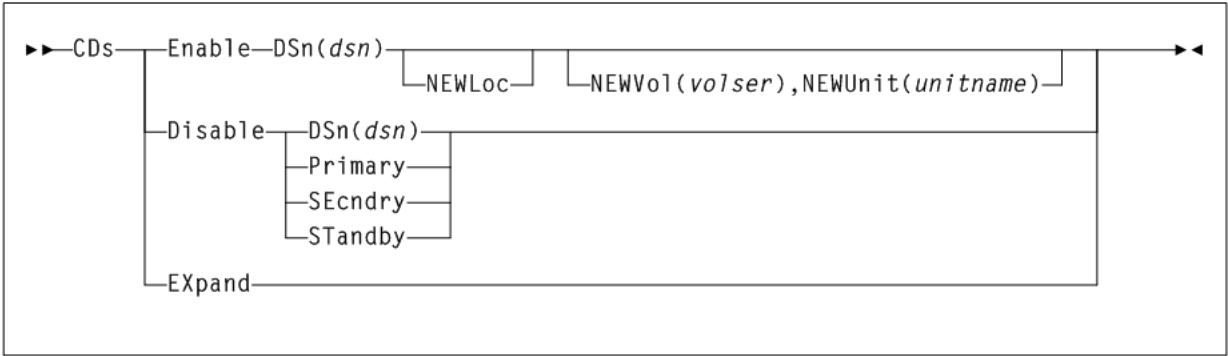 CDs Enable DSn(dsn)
NEWLoc NEWVol(volser),NEWUnit(unitname)
Disable DSn(dsn)
Primary
SEcndry
STandby
EXpand